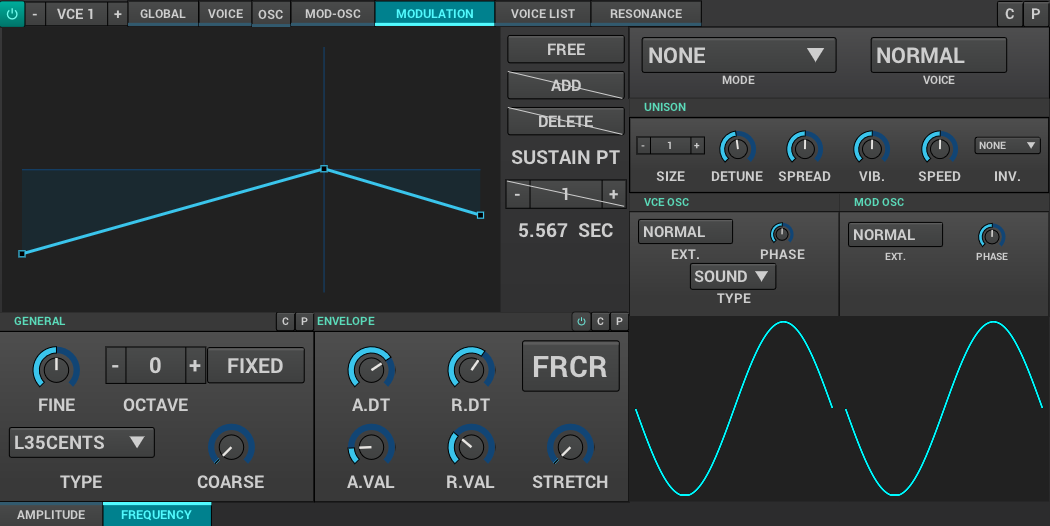 - VCE 1 + GLOBAL VOICE OSC MOD-OSC MODULATION VOICE LIST RESONANCE C P
FREE
ADD
DELETE
SUSTAIN PT
- 1 +
5.567 SEC
NONE NORMAL
MODE VOICE
UNISON
- 1 + NONE
SIZE DETUNE SPREAD VIB. SPEED INV.
VCE OSC MOD OSC
NORMAL NORMAL
EXT. PHASE EXT. PHASE
SOUND
TYPE
GENERAL C P ENVELOPE C P
- 0 + FIXED FRCR
FINE OCTAVE A.DT R.DT
L35CENTS
TYPE COARSE A.VAL R.VAL STRETCH
AMPLITUDE FREQUENCY